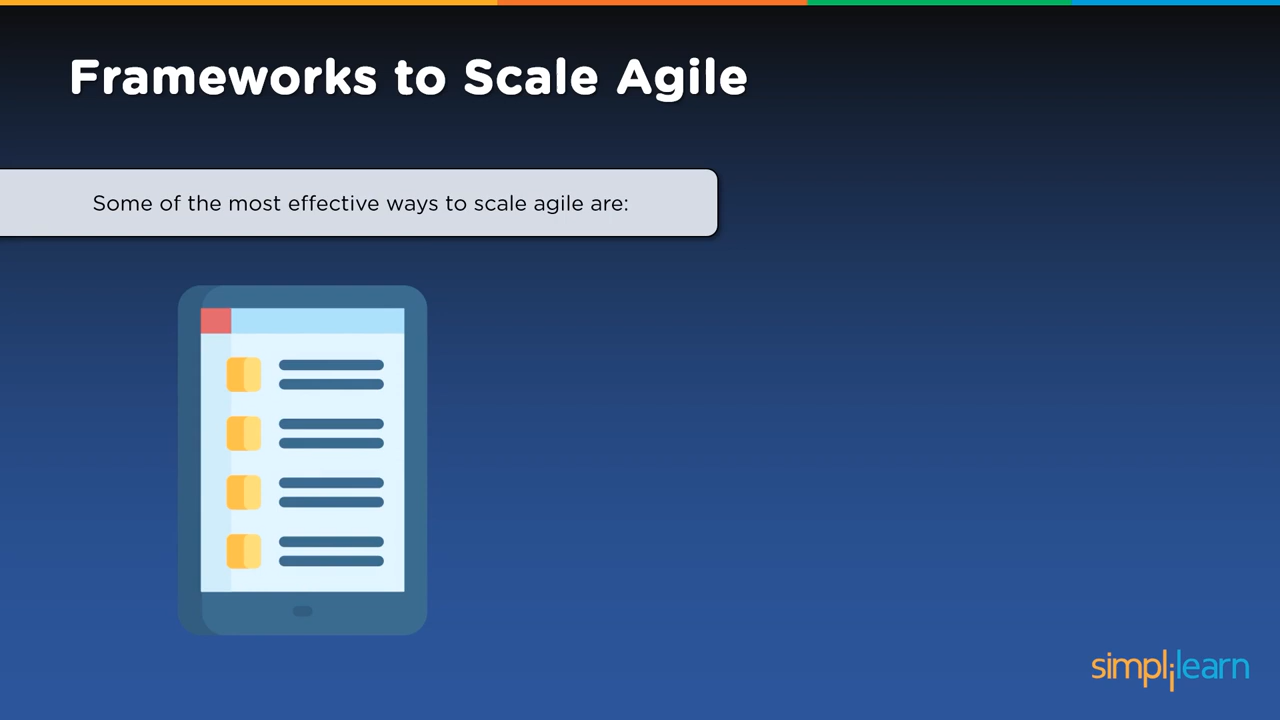 Frameworks to Scale Agile
Some of the most effective ways to scale agile are:
simplilearn